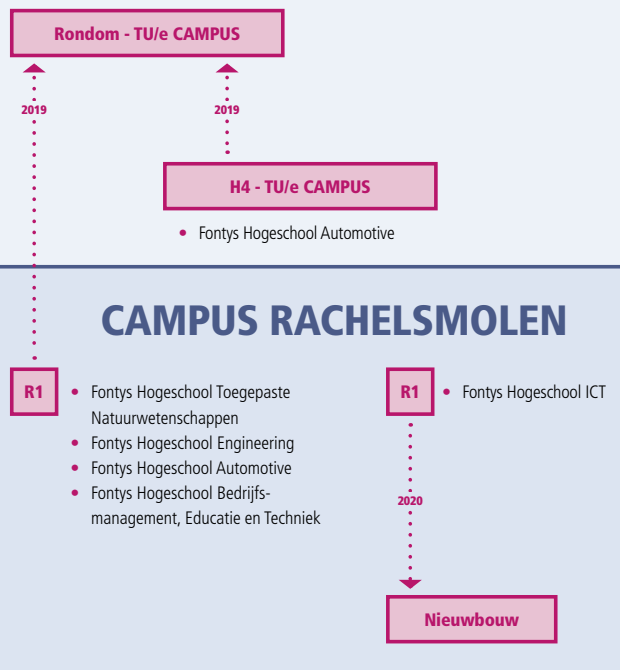 Rondom - TU/e CAMPUS
2019
2019
H4 - TU/e CAMPUS
• Fontys Hogeschool Automotive
CAMPUS RACHELSMOLEN
R1
• Fontys Hogeschool Toegepaste
Natuurwetenschappen
• Fontys Hogeschool Engineering
• Fontys Hogeschool Automotive
• Fontys Hogeschool Bedrijfs-
management, Educatie en Techniek
R1
• Fontys Hogeschool ICT
2020
Nieuwbouw